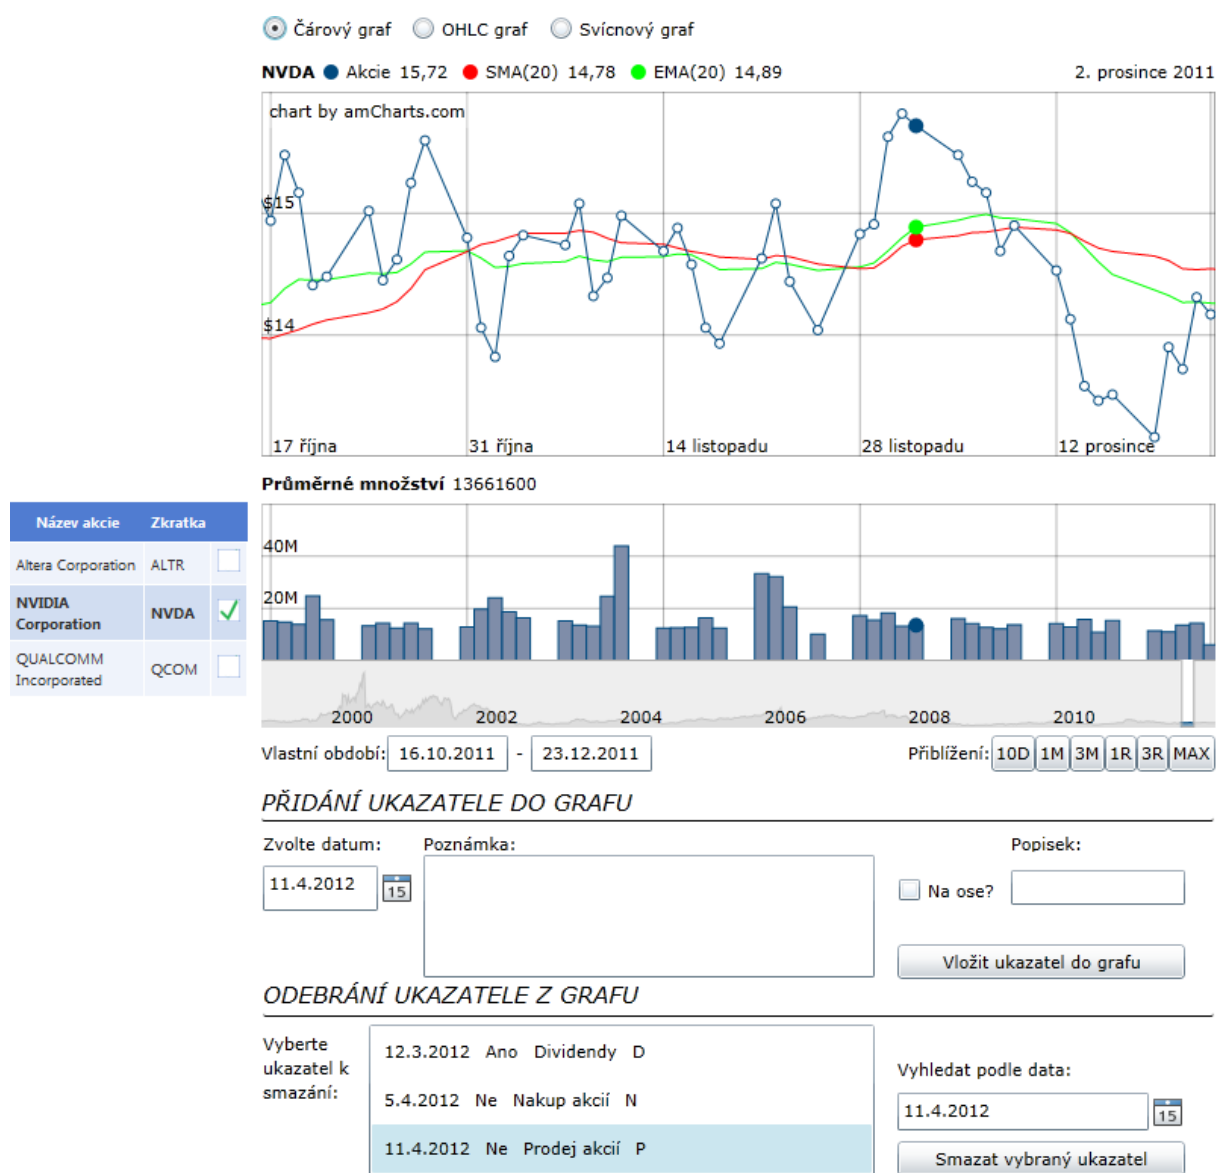 Čárový graf OHLC graf Svícnový graf
NVDA Akcie 15,72 SMA(20) 14,78 EMA(20) 14,89 2. prosince 2011
chart by amCharts.com
$15
$14
17 října 31 října 14 listopadu 28 listopadu 12 prosince
Průměrné množství 13661600
40M
20M
2000 2002 2004 2006 2008 2010
Název akcie Zkratka
Altera Corporation ALTR
NVIDIA
Corporation NVDA
QUALCOMM
Incorporated QCOM
Vlastní období: 16.10.2011 - 23.12.2011 Přiblížení: 10D 1M 3M 1R 3R MAX
PŘIDÁNÍ UKAZATELE DO GRAFU
Zvolte datum: Poznámka: Popisek:
11.4.2012 15 Na ose?
Vložit ukazatel do grafu
ODEBRÁNÍ UKAZATELE Z GRAFU
Vyberte
ukazatel k
smazání:
12.3.2012 Ano Dividendy D
5.4.2012 Ne Nakup akcií N
11.4.2012 Ne Prodej akcií P
Vyhledat podle data:
11.4.2012 15
Smazat vybraný ukazatel